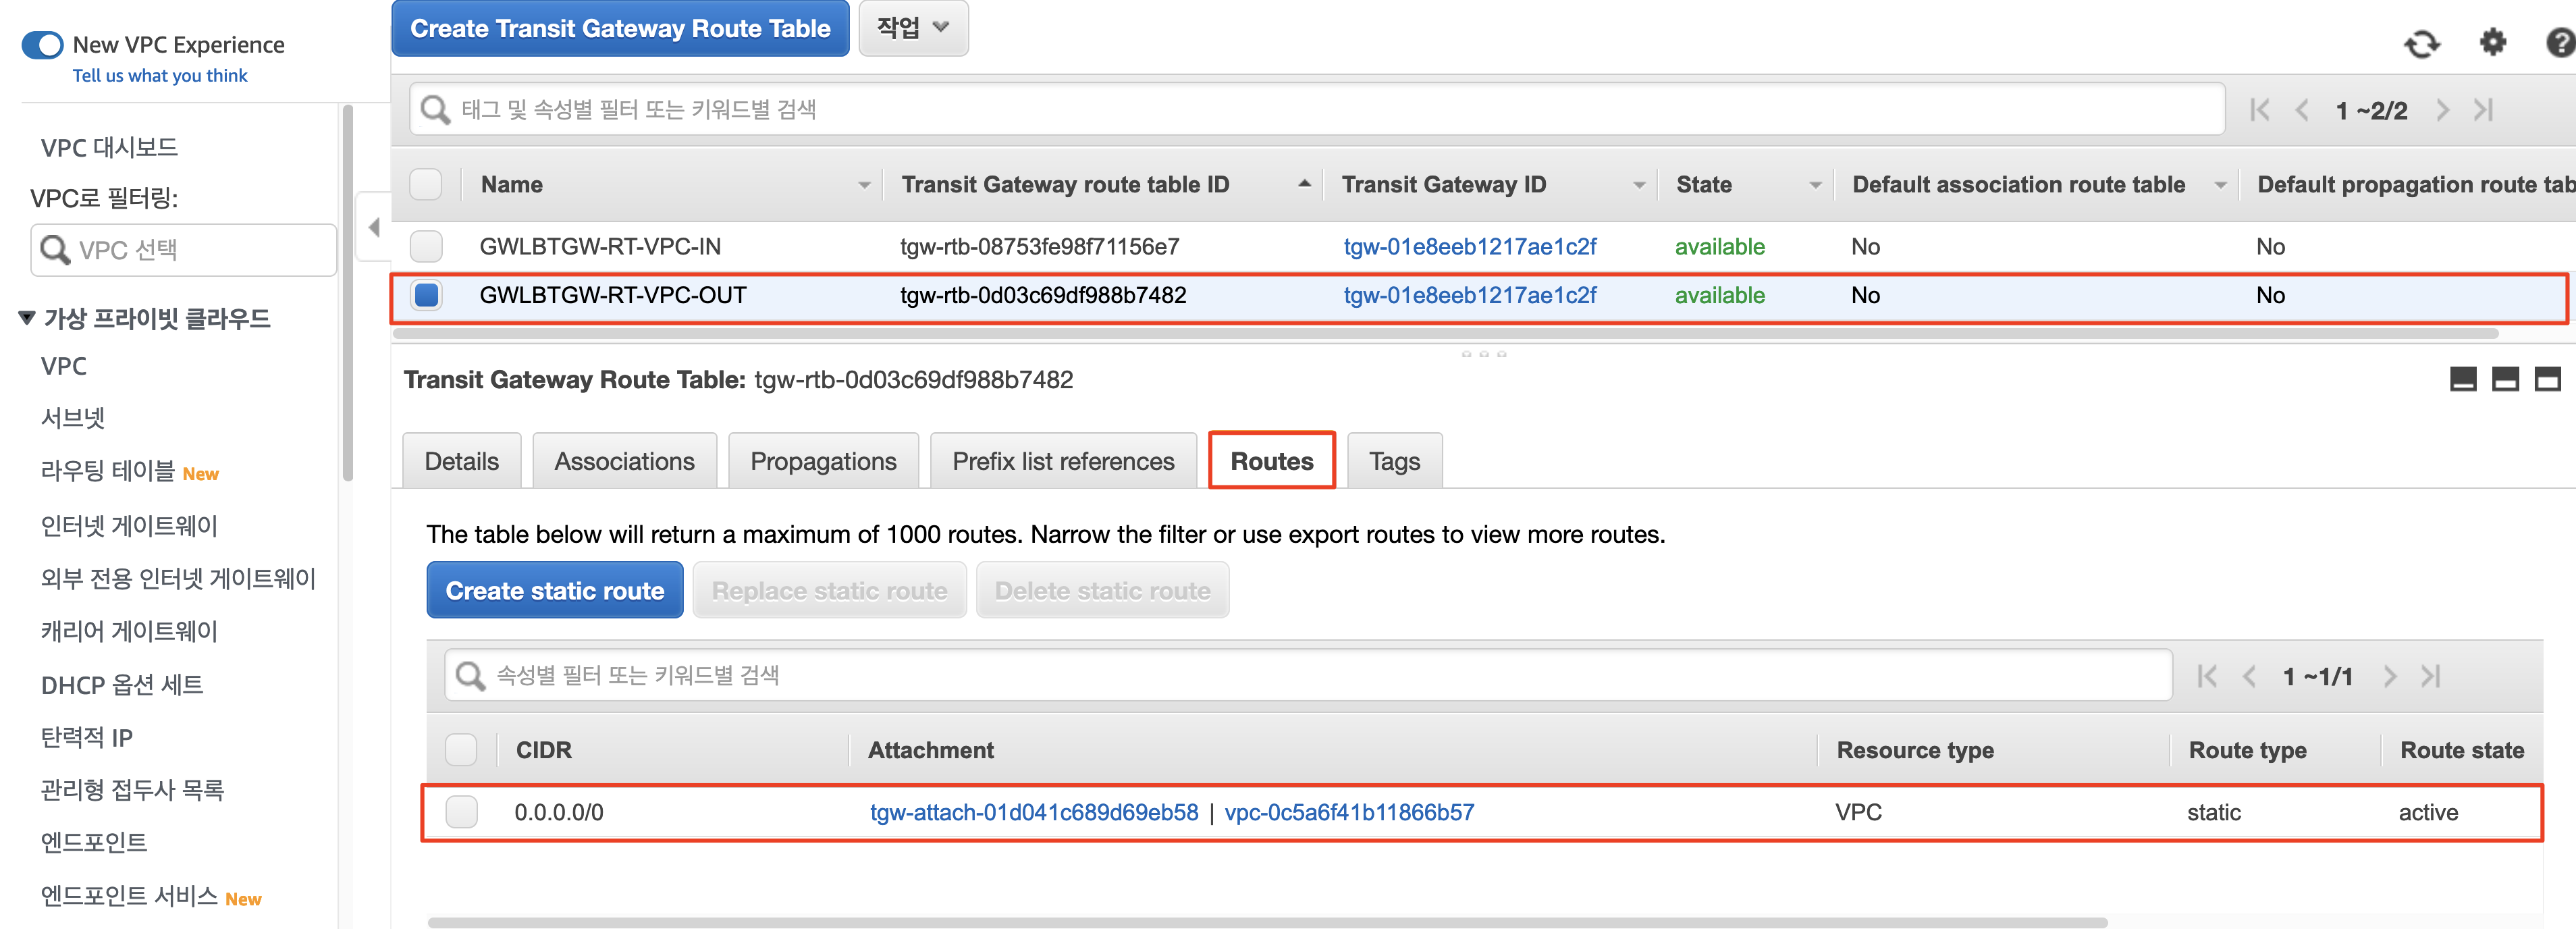 New VPC Experience
Tell us what you think
VPC 대시보드
VPC로 필터링:
VPC 선택
가상 프라이빗 클라우드
VPC
서브넷
라우팅 테이블 New
인터넷 게이트웨이
외부 전용 인터넷 게이트웨이
캐리어 게이트웨이
DHCP 옵션 세트
탄력적 IP
관리형 접두사 목록
엔드포인트
엔드포인트 서비스 New
Create Transit Gateway Route Table 작업
태그 및 속성별 필터 또는 키워드별 검색 1 ~2/2
Name Transit Gateway route table ID Transit Gateway ID State Default association route table Default propagation route tab
GWLBTGW-RT-VPC-IN tgw-rtb-08753fe98f71156e7 tgw-01e8eeb1217ae1c2f available No No
GWLBTGW-RT-VPC-OUT tgw-rtb-0d03c69df988b7482 tgw-01e8eeb1217ae1c2f available No No
Transit Gateway Route Table: tgw-rtb-0d03c69df988b7482
Details Associations Propagations Prefix list references Routes Tags
The table below will return a maximum of 1000 routes. Narrow the filter or use export routes to view more routes.
Create static route Replace static route Delete static route
속성별 필터 또는 키워드별 검색 1 ~1/1
CIDR Attachment Resource type Route type Route state
0.0.0.0/0 tgw-attach-01d041c689d69eb58 | vpc-0c5a6f41b11866b57 VPC static active